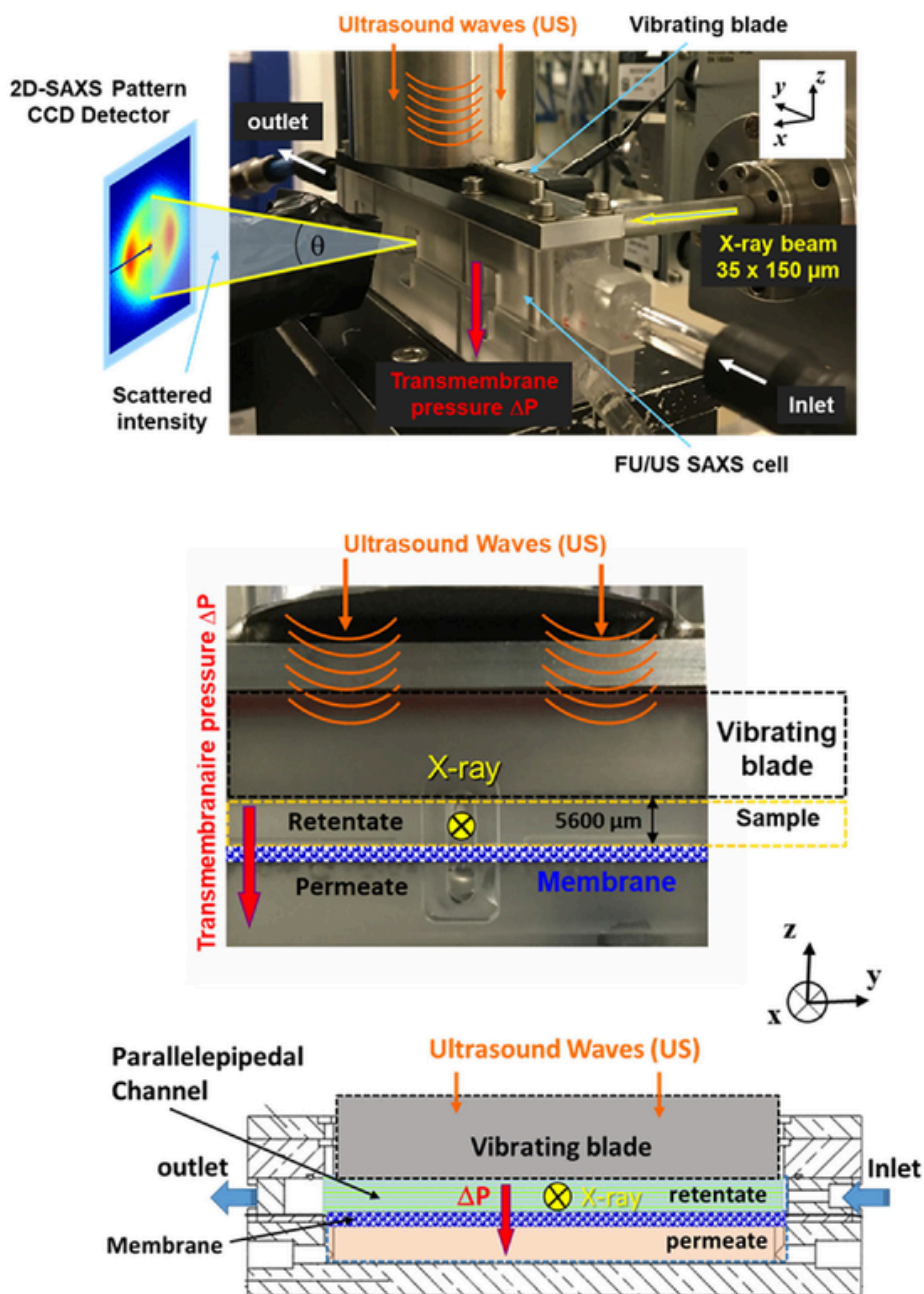 Ultrasound waves (US)
Vibrating blade
2D-SAXS Pattern
CCD Detector
outlet
z
y
x
θ
X-ray beam
35 x 150 µm
Scattered
intensity
Transmembrane
pressure ΔP
Inlet
FU/US SAXS cell
Ultrasound Waves (US)
Transmembranaire pressure ΔP
Vibrating
blade
X-ray
Retentate
5600 µm
Sample
Permeate
Membrane
z
y
x
Parallelepipedal
Channel
Ultrasound Waves (US)
Vibrating blade
outlet
Inlet
ΔP
X-ray
retentate
Membrane
permeate